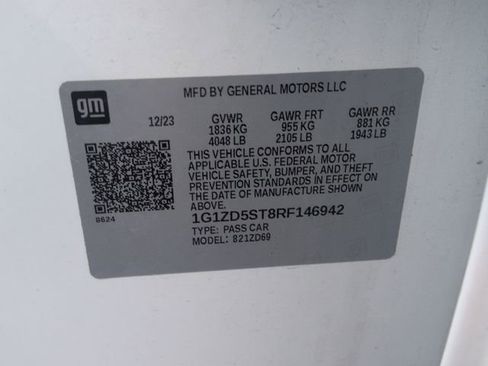 gm
MFD BY GENERAL MOTORS LLC
12/23 GVWR GAWR FRT GAWR RR
1836 KG 955 KG 881 KG
4048 LB 2105 LB 1943 LB
THIS VEHICLE CONFORMS TO ALL
APPLICABLE U.S. FEDERAL MOTOR
VEHICLE SAFETY, BUMPER, AND THEFT
PREVENTION STANDARDS IN EFFECT ON
THE DATE OF MANUFACTURE SHOWN
ABOVE.
8624
1G1ZD5ST8RF146942
TYPE: PASS CAR
MODEL: 821ZD69